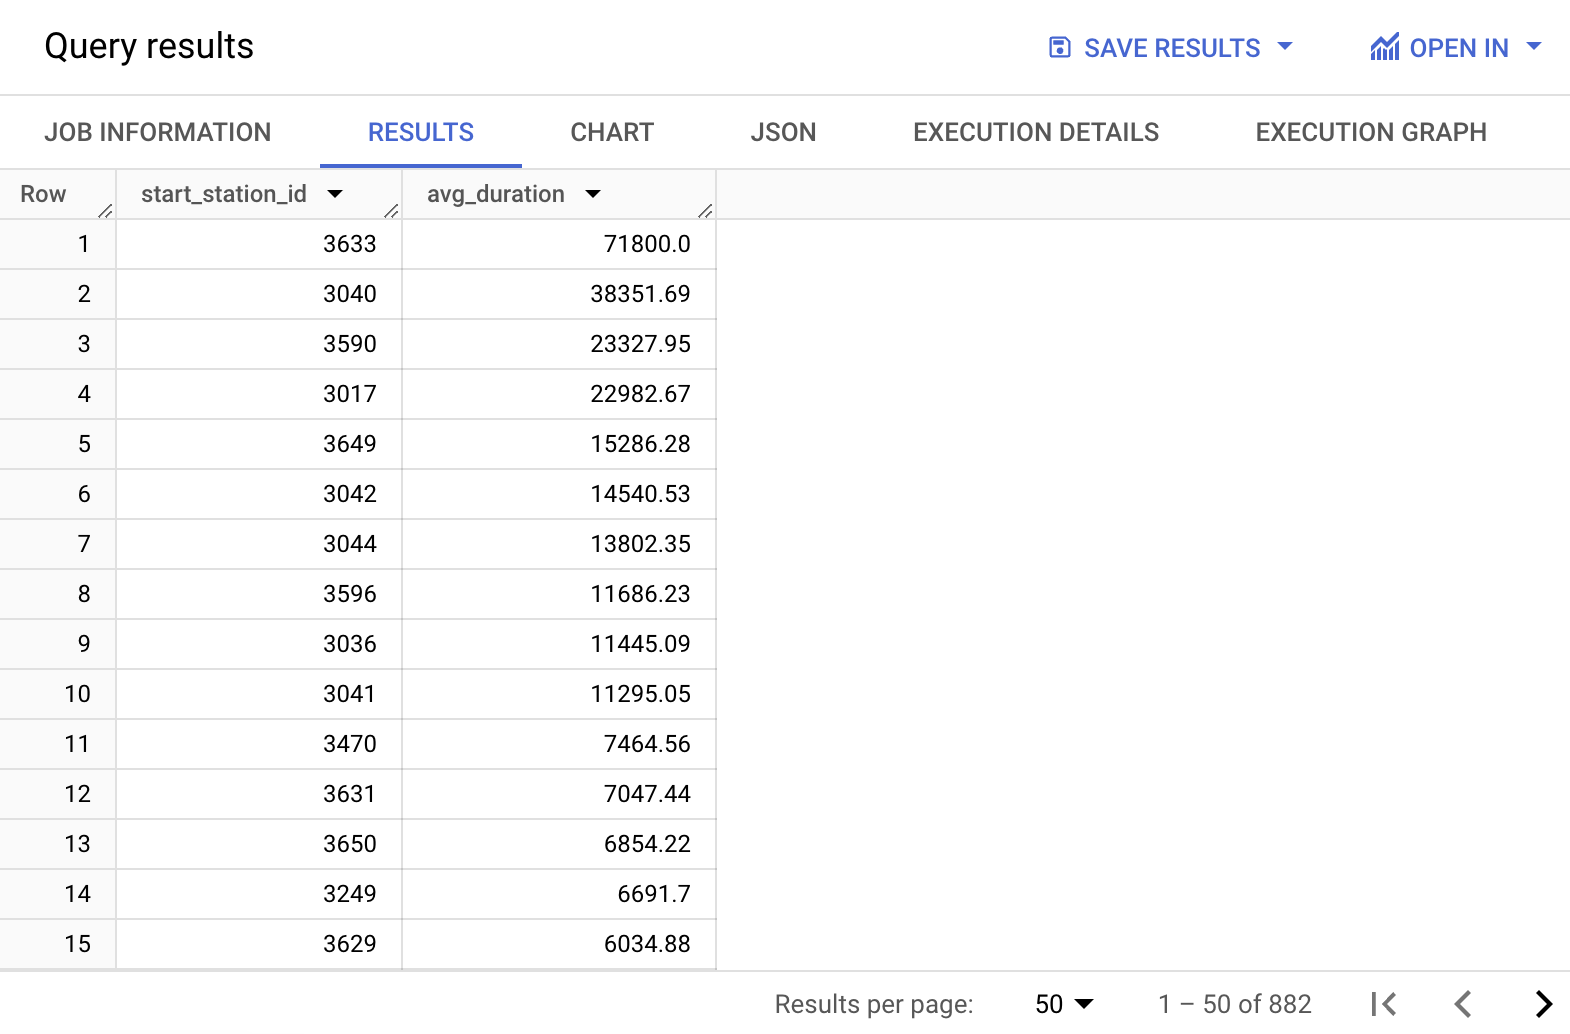 Query results
SAVE RESULTS
OPEN IN
JOB INFORMATION RESULTS CHART JSON EXECUTION DETAILS EXECUTION GRAPH
Row start_station_id avg_duration
1 3633 71800.0
2 3040 38351.69
3 3590 23327.95
4 3017 22982.67
5 3649 15286.28
6 3042 14540.53
7 3044 13802.35
8 3596 11686.23
9 3036 11445.09
10 3041 11295.05
11 3470 7464.56
12 3631 7047.44
13 3650 6854.22
14 3249 6691.7
15 3629 6034.88
Results per page: 50 1 – 50 of 882